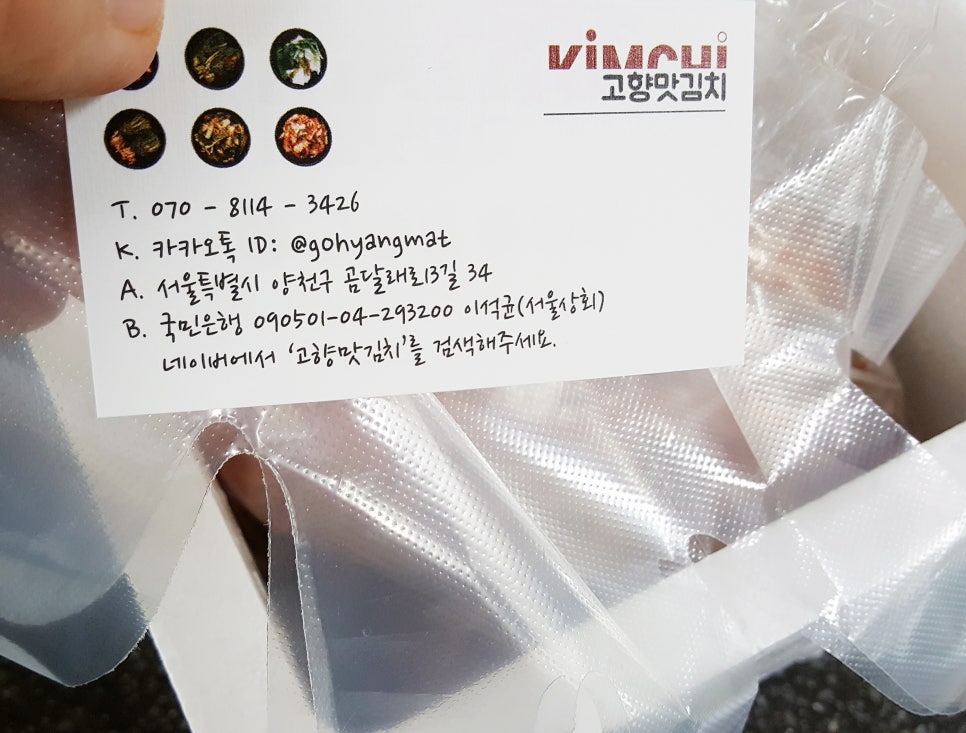 KiMCHi
고향맛김치
T. 070 - 8114 - 3426
K. 카카오톡 ID: @gohyangmat
A. 서울특별시 양천구 곰달래로13길 34
B. 국민은행 090501-04-293200 이석균(서울상회)
네이버에서 '고향맛김치'를 검색해주세요.